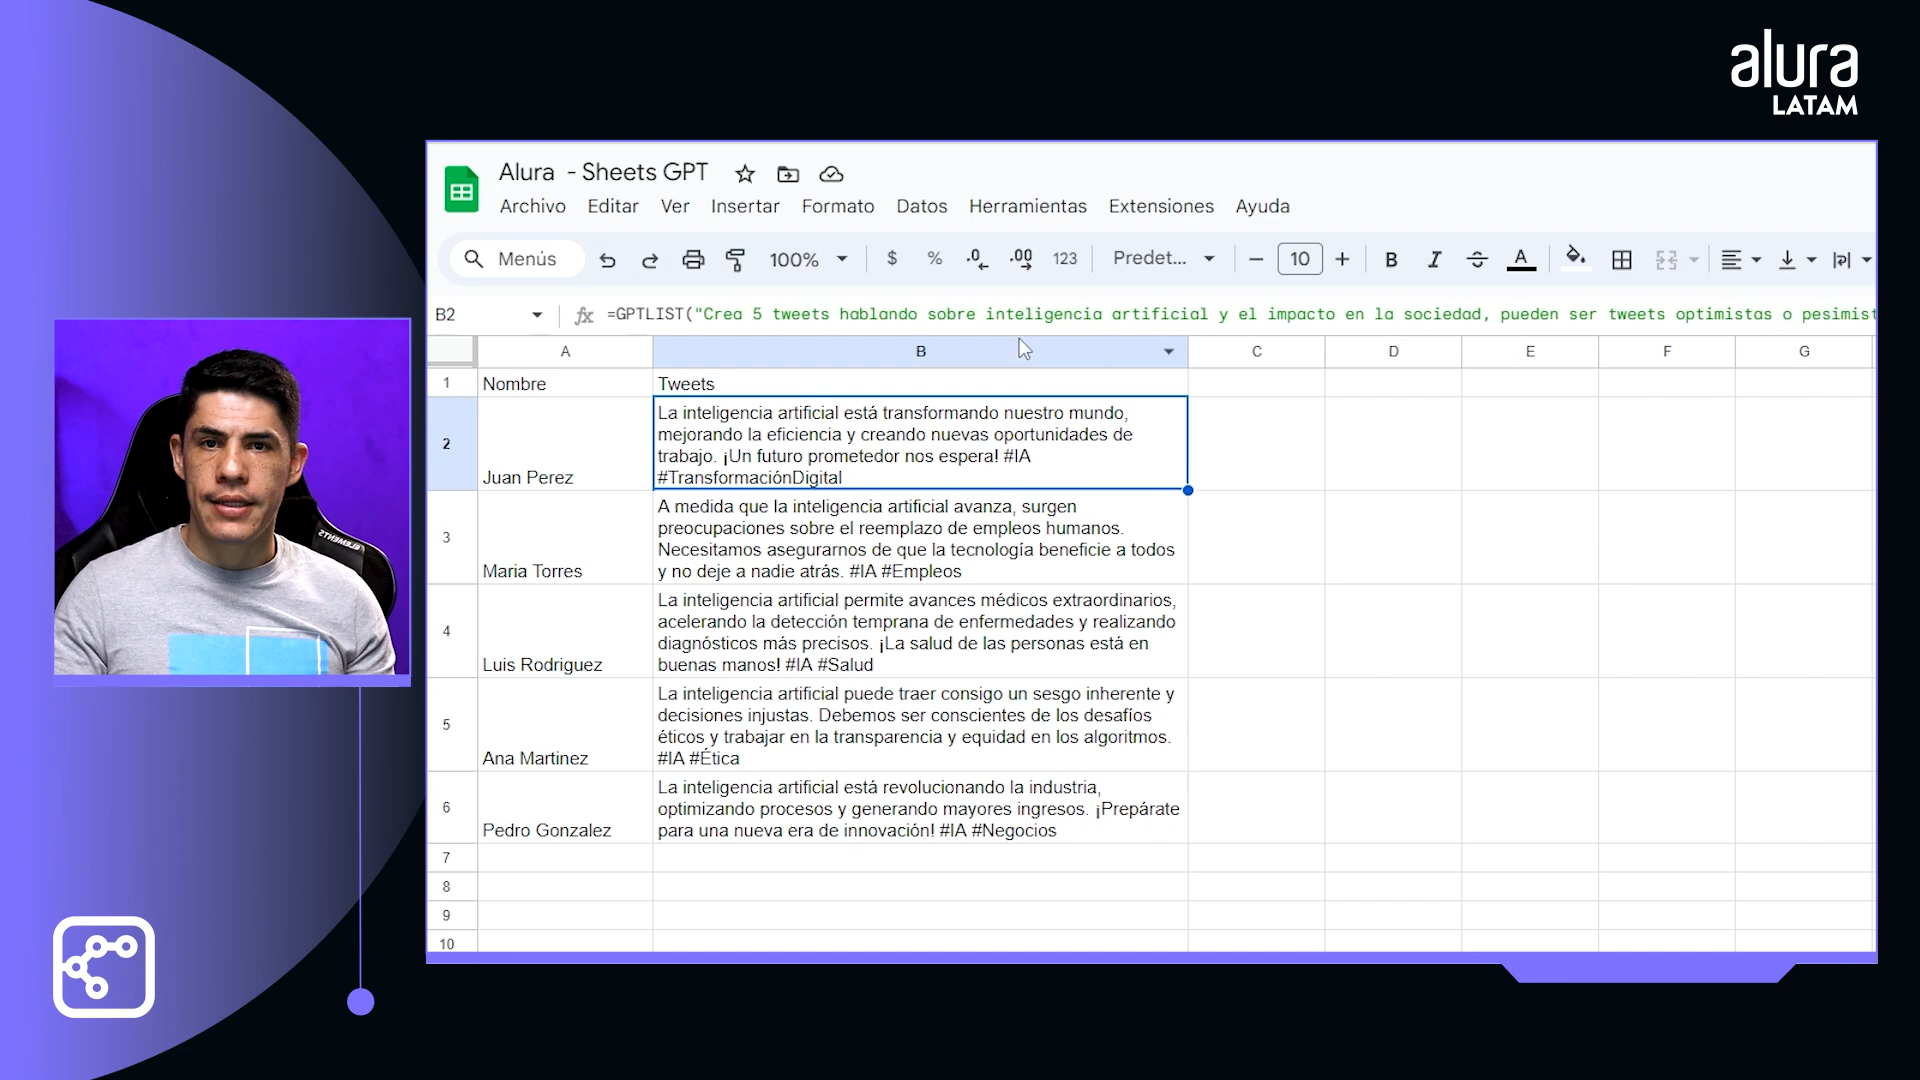 alura
LATAM
Alura - Sheets GPT
Archivo Editar Ver Insertar Formato Datos Herramientas Extensiones Ayuda
Menús 100% $ % .0 .00 123 Predet... 10 B I A
B2 fx =GPTLIST("Crea 5 tweets hablando sobre inteligencia artificial y el impacto en la sociedad, pueden ser tweets optimistas o pesimist
A B C D E F G
1 Nombre Tweets
2 Juan Perez
La inteligencia artificial está transformando nuestro mundo,
mejorando la eficiencia y creando nuevas oportunidades de
trabajo. ¡Un futuro prometedor nos espera! #IA
#TransformaciónDigital
3 Maria Torres
A medida que la inteligencia artificial avanza, surgen
preocupaciones sobre el reemplazo de empleos humanos.
Necesitamos asegurarnos de que la tecnología beneficie a todos
y no deje a nadie atrás. #IA #Empleos
4 Luis Rodriguez
La inteligencia artificial permite avances médicos extraordinarios,
acelerando la detección temprana de enfermedades y realizando
diagnósticos más precisos. ¡La salud de las personas está en
buenas manos! #IA #Salud
5 Ana Martinez
La inteligencia artificial puede traer consigo un sesgo inherente y
decisiones injustas. Debemos ser conscientes de los desafíos
éticos y trabajar en la transparencia y equidad en los algoritmos.
#IA #Ética
6 Pedro Gonzalez
La inteligencia artificial está revolucionando la industria,
optimizando procesos y generando mayores ingresos. ¡Prepárate
para una nueva era de innovación! #IA #Negocios
7
8
9
10